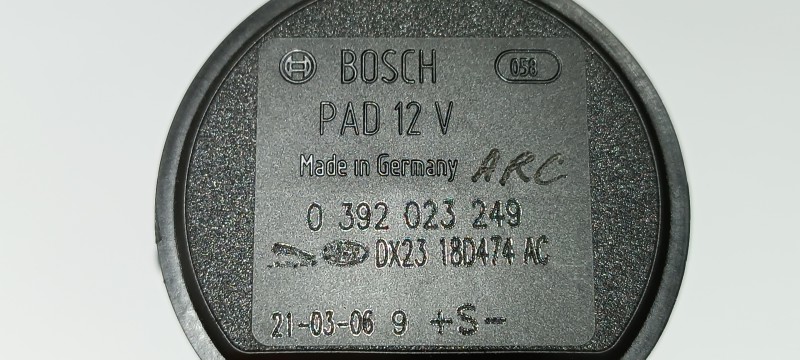 BOSCH 058
PAD 12 V
Made in Germany ARC
0 392 023 249
DX23 18D474 AC
21-03-06 9 +S-